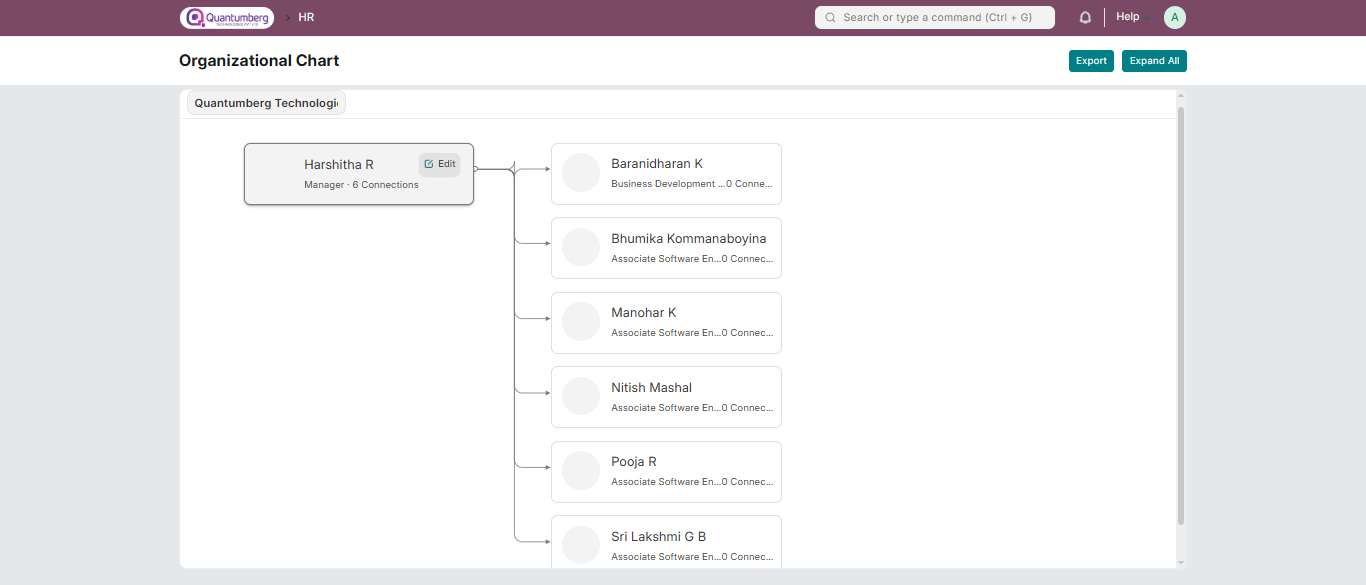 Quantumberg
HR
Search or type a command (Ctrl + G)
Help
A
Organizational Chart
Export
Expand All
Quantumberg Technologi
Harshitha R
Edit
Manager · 6 Connections
Baranidharan K
Business Development ...0 Conne...
Bhumika Kommanaboyina
Associate Software En...0 Connec...
Manohar K
Associate Software En...0 Connec...
Nitish Mashal
Associate Software En...0 Connec...
Pooja R
Associate Software En...0 Connec...
Sri Lakshmi G B
Associate Software En...0 Connec...